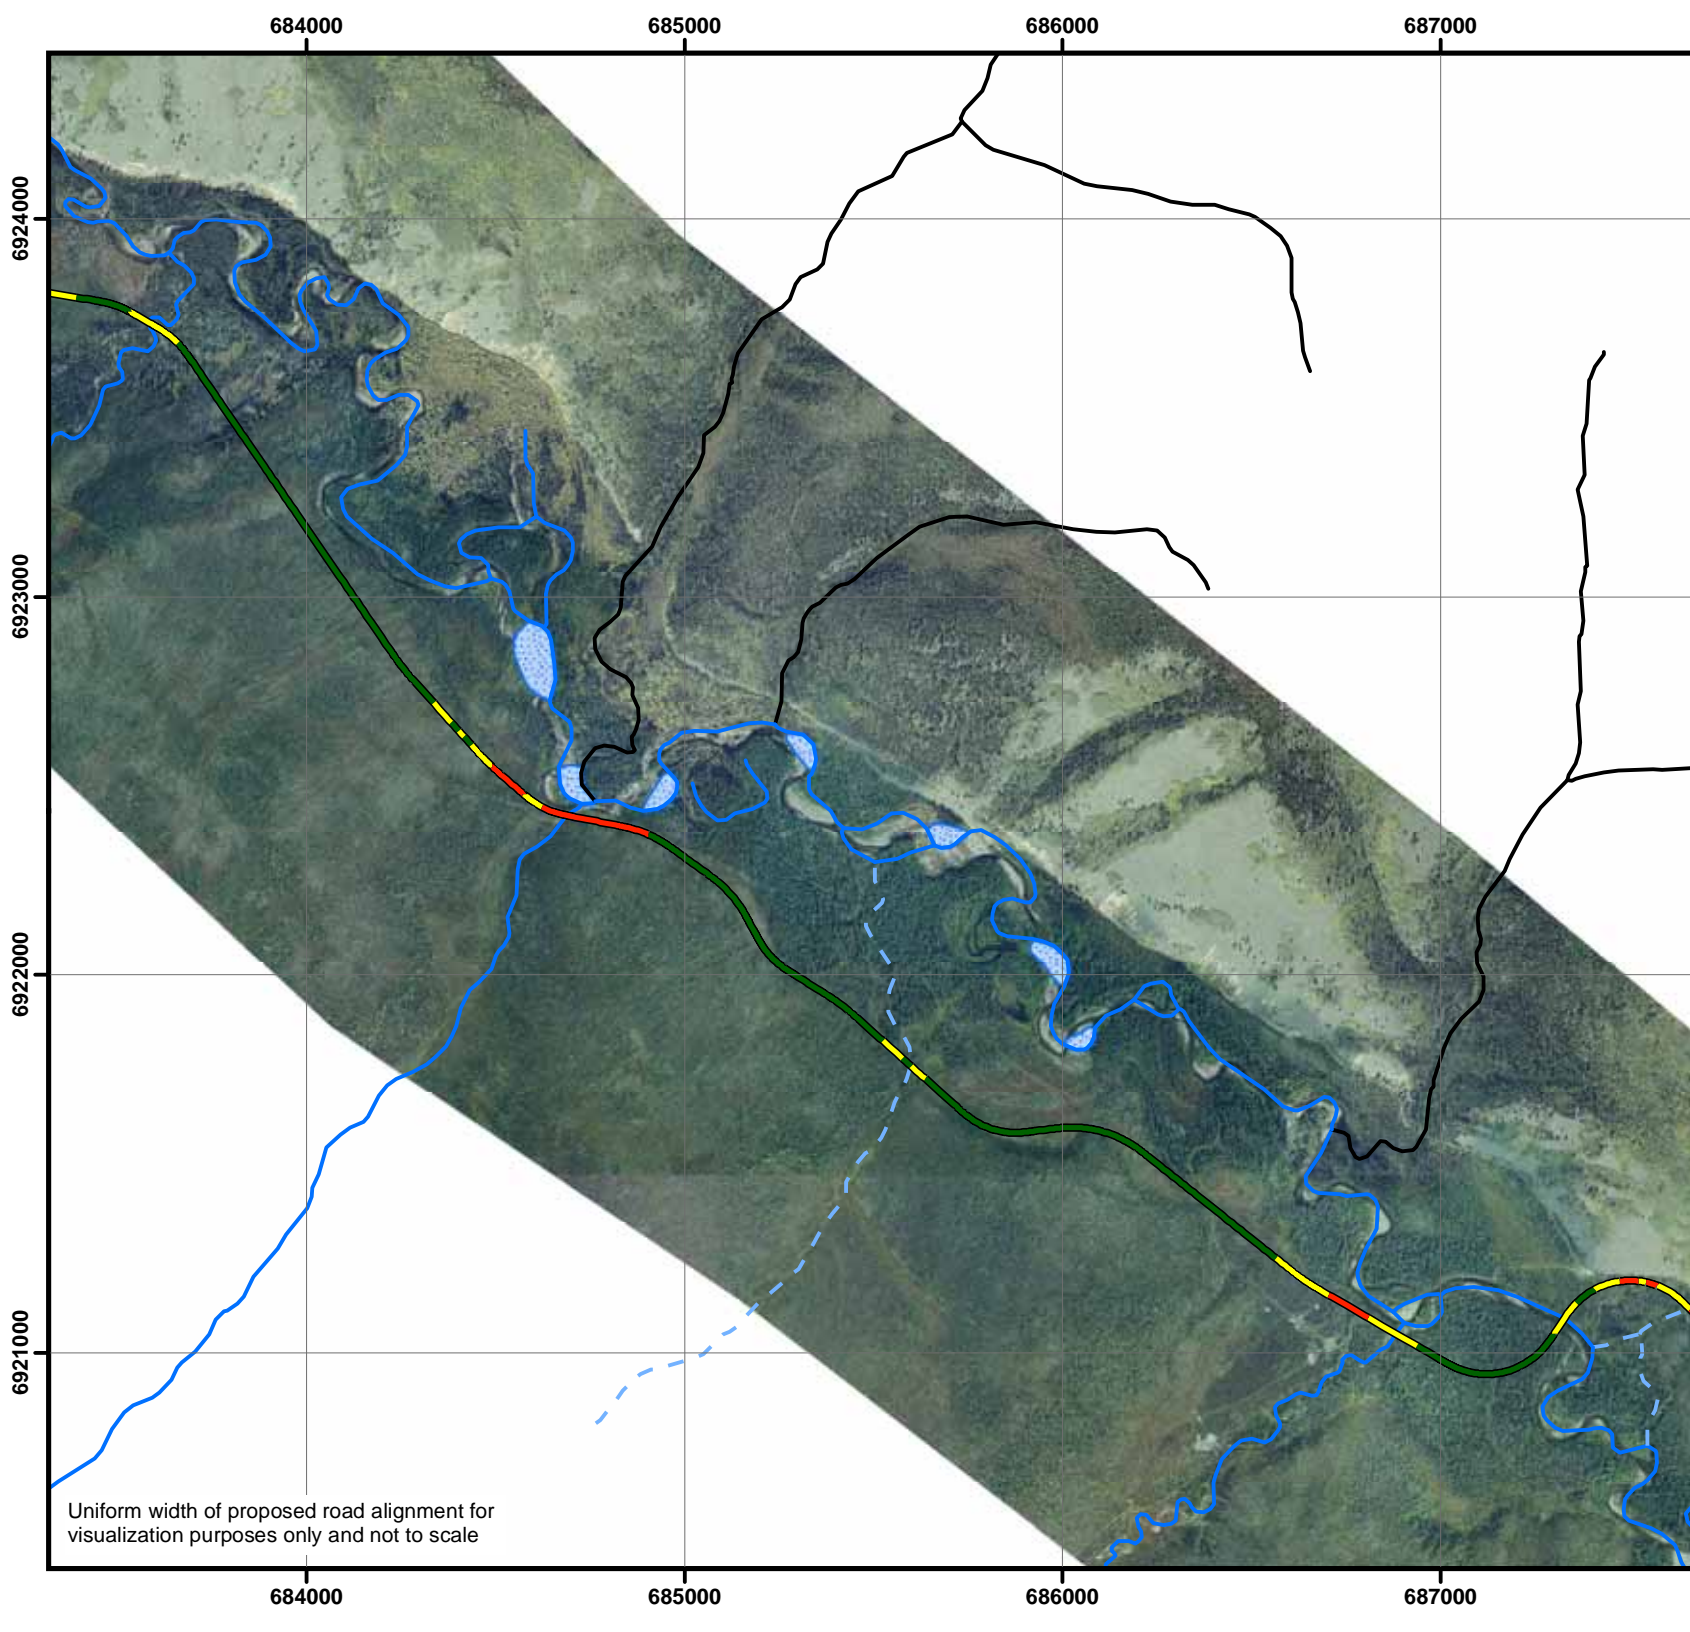 684000 685000 686000 687000
6924000
6923000
6922000
6921000
Uniform width of proposed road alignment for
visualization purposes only and not to scale
684000 685000 686000 687000